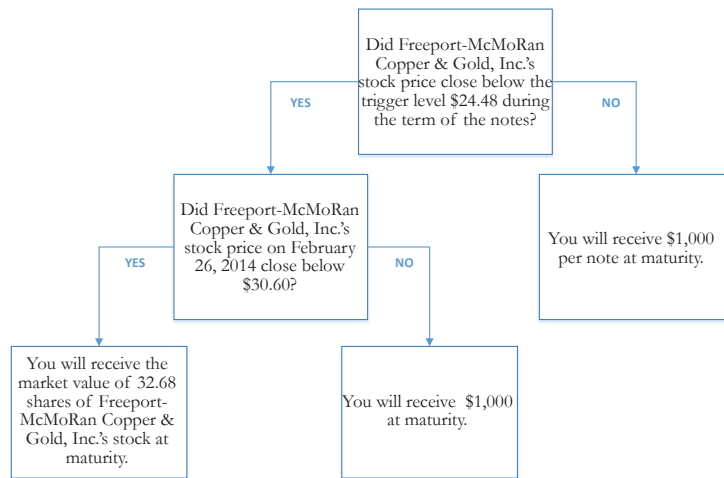 Did Freeport-McMoRan
Copper & Gold, Inc.'s
stock price close below the
trigger level $24.48 during
the term of the notes?
YES
NO
Did Freeport-McMoRan
Copper & Gold, Inc.'s
stock price on February
26, 2014 close below
$30.60?
You will receive $1,000
per note at maturity.
YES
NO
You will receive the
market value of 32.68
shares of Freeport-
McMoRan Copper &
Gold, Inc.'s stock at
maturity.
You will receive $1,000
at maturity.